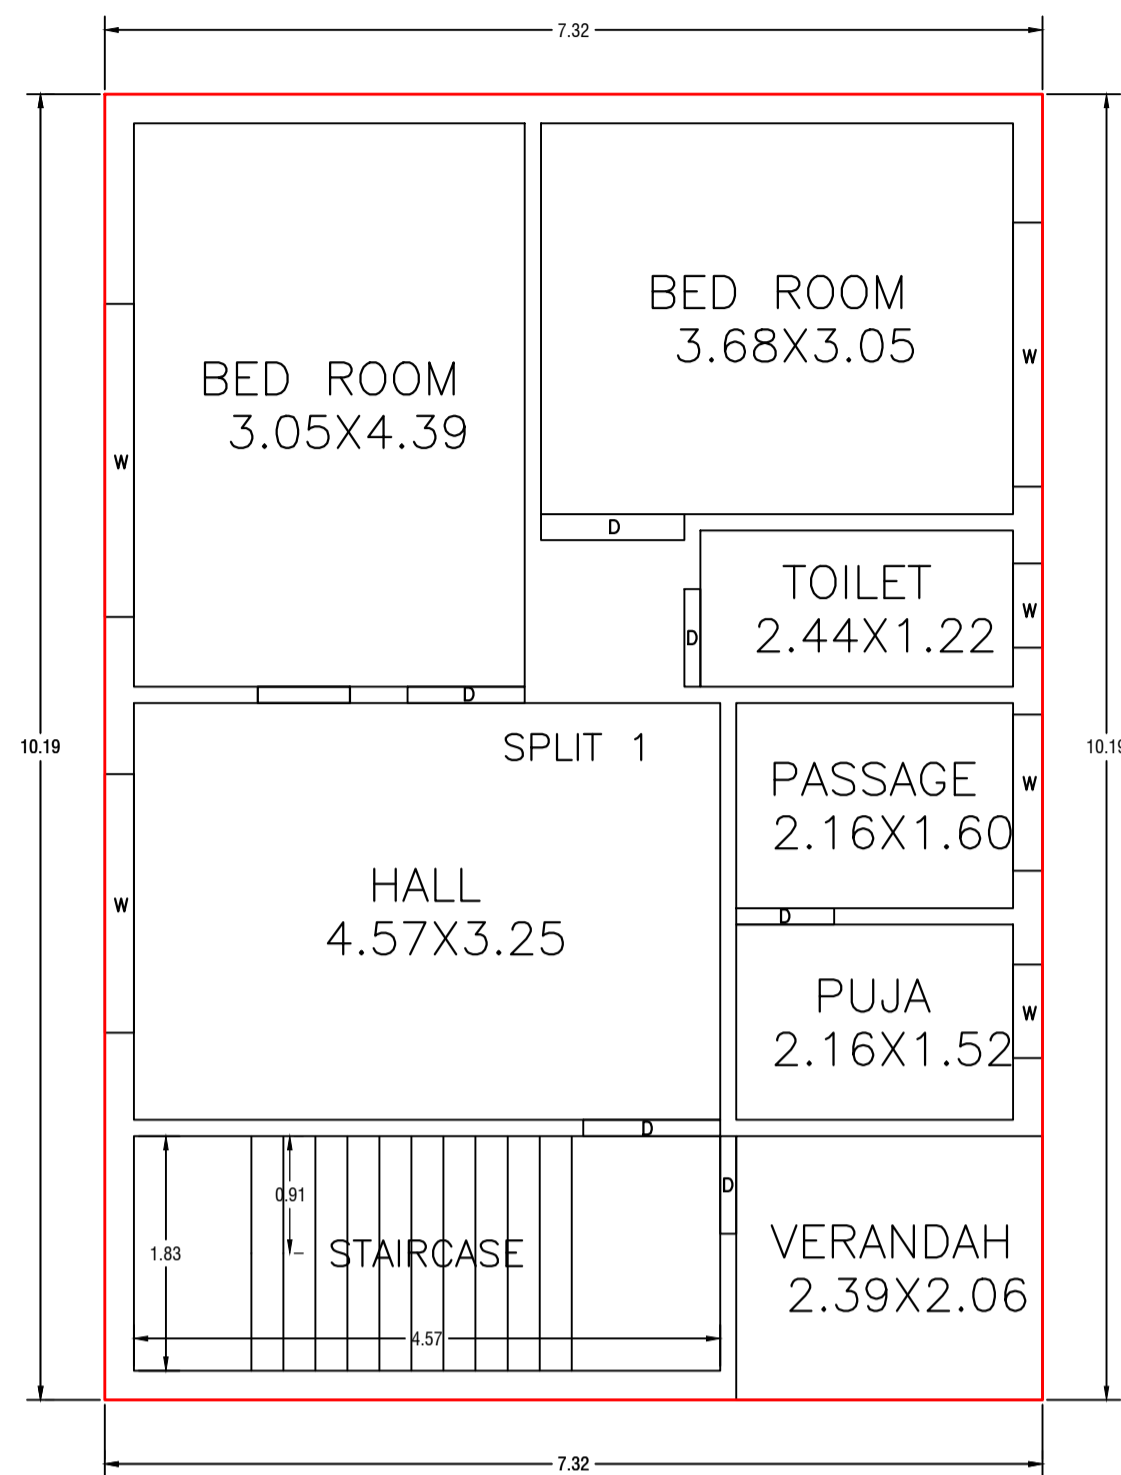 7.32
BED ROOM
3.68X3.05
W
BED ROOM
3.05X4.39
W
D
TOILET
2.44X1.22
W
D
D
10.19
10.19
SPLIT 1
PASSAGE
2.16X1.60
W
HALL
4.57X3.25
W
D
PUJA
2.16X1.52
W
D
D
0.91
1.83
STAIRCASE
VERANDAH
2.39X2.06
4.57
7.32